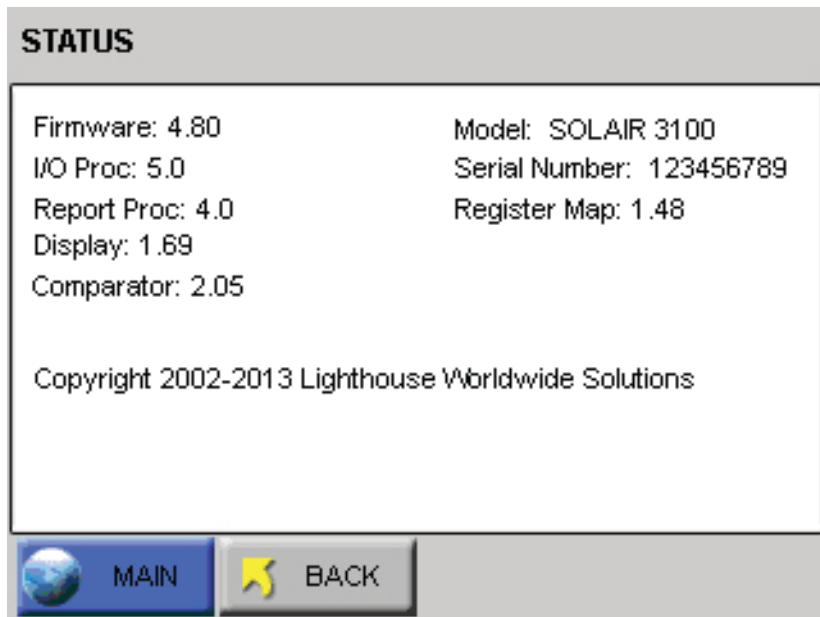 STATUS
Firmware: 4.80
I/O Proc: 5.0
Report Proc: 4.0
Display: 1.69
Comparator: 2.05
Model: SOLAIR 3100
Serial Number: 123456789
Register Map: 1.48
Copyright 2002-2013 Lighthouse Worldwide Solutions
MAIN
BACK